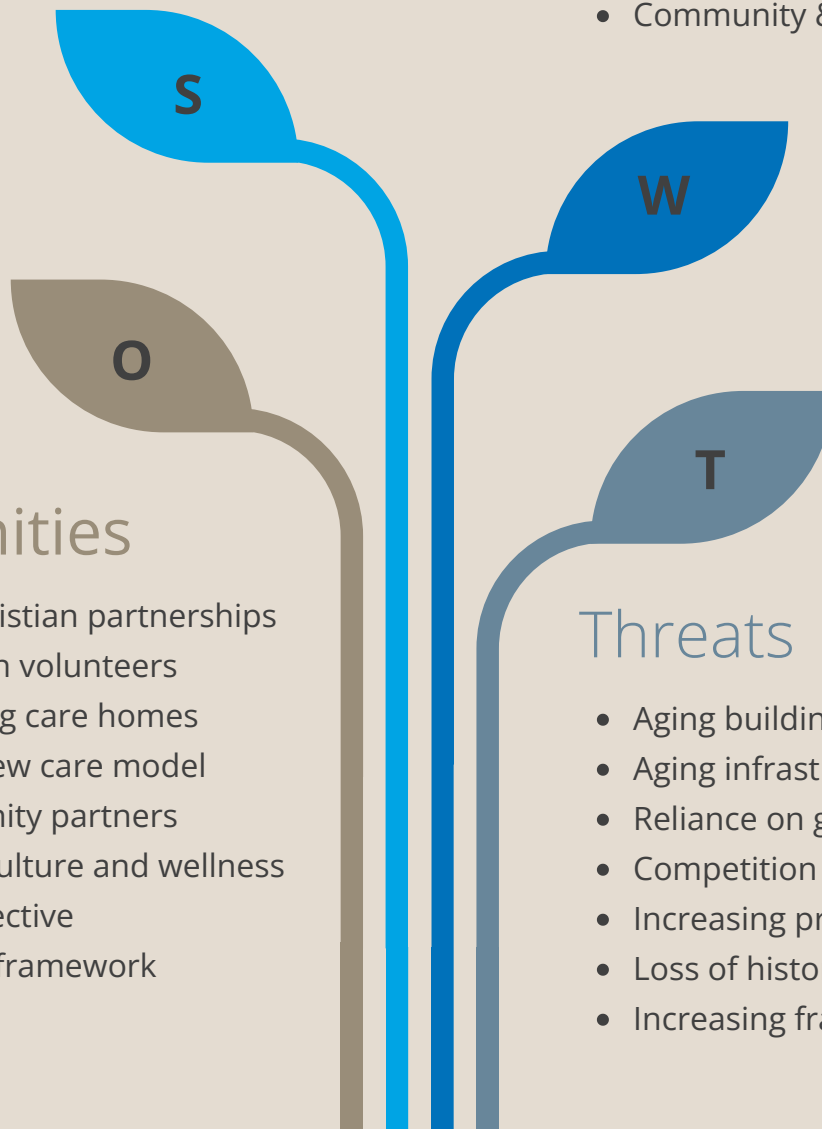 • Community &
S
W
O
T
nities
istian partnerships
volunteers
g care homes
ew care model
nity partners
ulture and wellness
ective
framework
Threats
• Aging buildin
• Aging infrast
• Reliance on g
• Competition
• Increasing pr
• Loss of histo
• Increasing fra